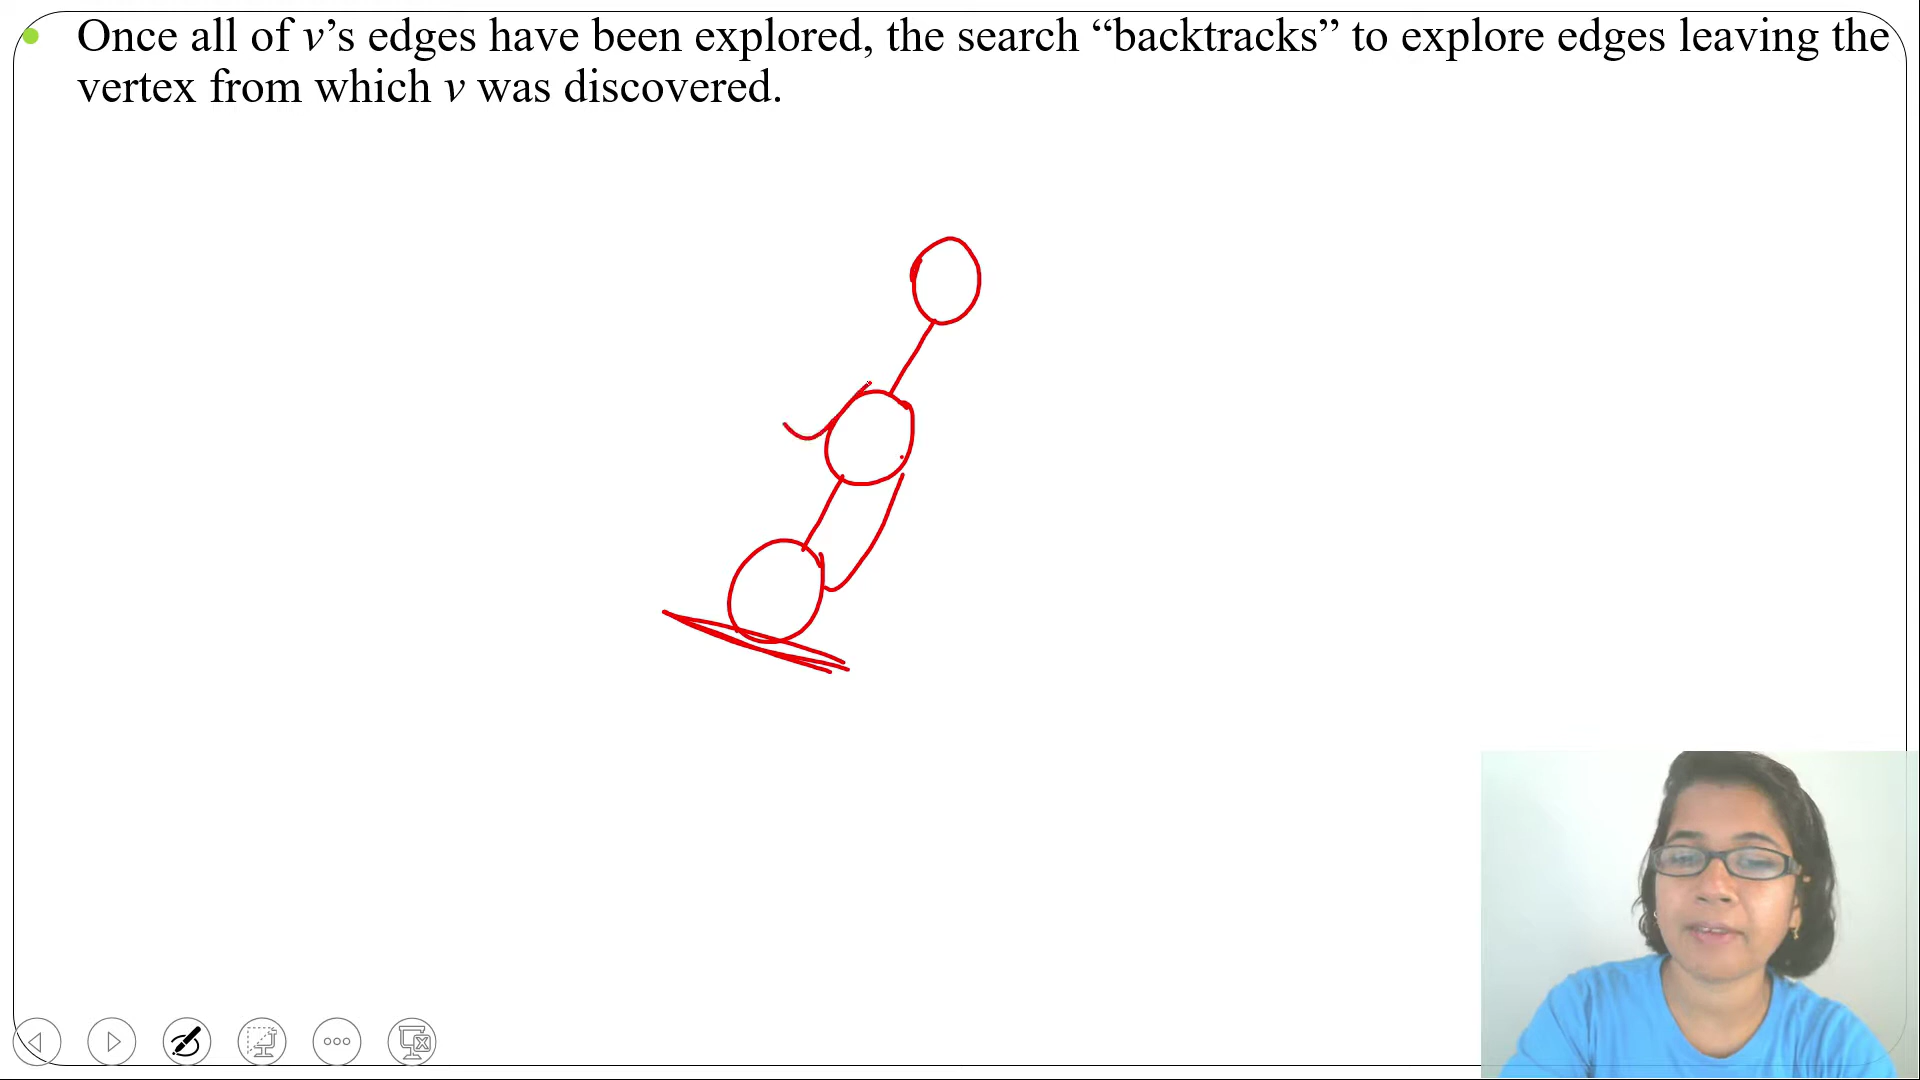 Once all of v’s edges have been explored, the search “backtracks” to explore edges leaving the
vertex from which v was discovered.